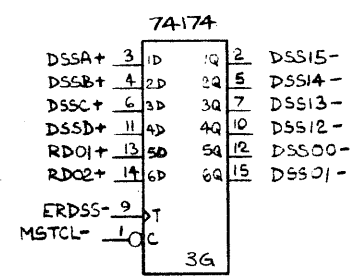 74174
DSSA+ 3 1D 1Q 2 DSS15-
DSSB+ 4 2D 2Q 5 DSS14-
DSSC+ 6 3D 3Q 7 DSS13-
DSSD+ 11 4D 4Q 10 DSS12-
RD01+ 13 5D 5Q 12 DSS00-
RD02+ 14 6D 6Q 15 DSS01-
ERDSS- 9 T
MSTCL- 1 C
3G